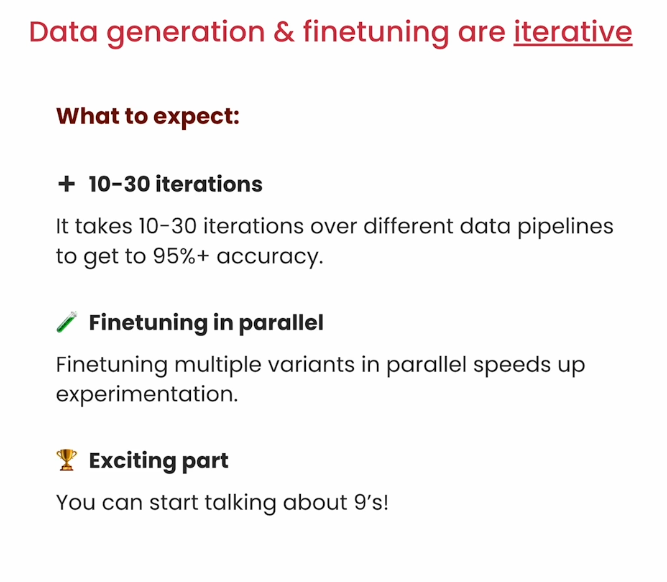 Data generation & finetuning are iterative
What to expect:
10-30 iterations
It takes 10-30 iterations over different data pipelines
to get to 95%+ accuracy.
Finetuning in parallel
Finetuning multiple variants in parallel speeds up
experimentation.
Exciting part
You can start talking about 9’s!